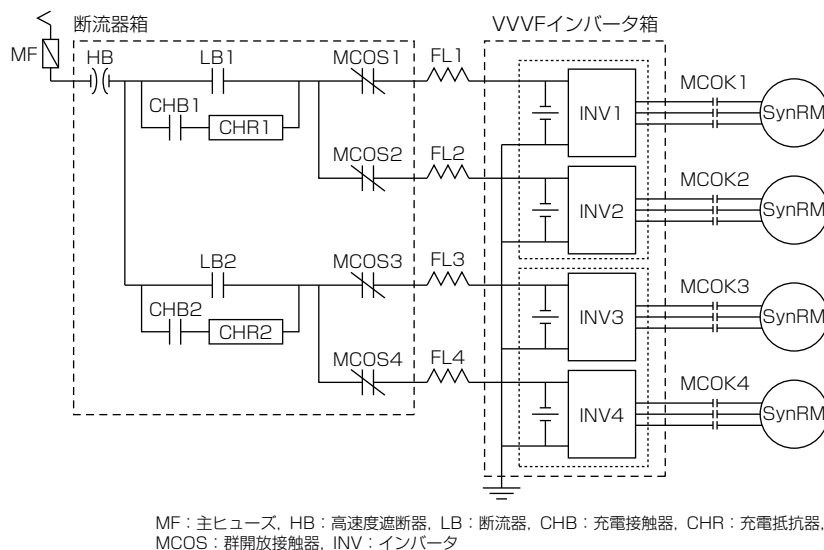 断流器箱
VVVFインバータ箱
MF
HB
LB1
MCOS1
FL1
CHB1
CHR1
INV1
MCOK1
SynRM
MCOS2
FL2
INV2
MCOK2
SynRM
LB2
MCOS3
FL3
CHB2
CHR2
INV3
MCOK3
SynRM
MCOS4
FL4
INV4
MCOK4
SynRM
MF：主ヒューズ, HB：高速度遮断器, LB：断流器, CHB：充電接触器, CHR：充電抵抗器,
MCOS：群開放接触器, INV：インバータ